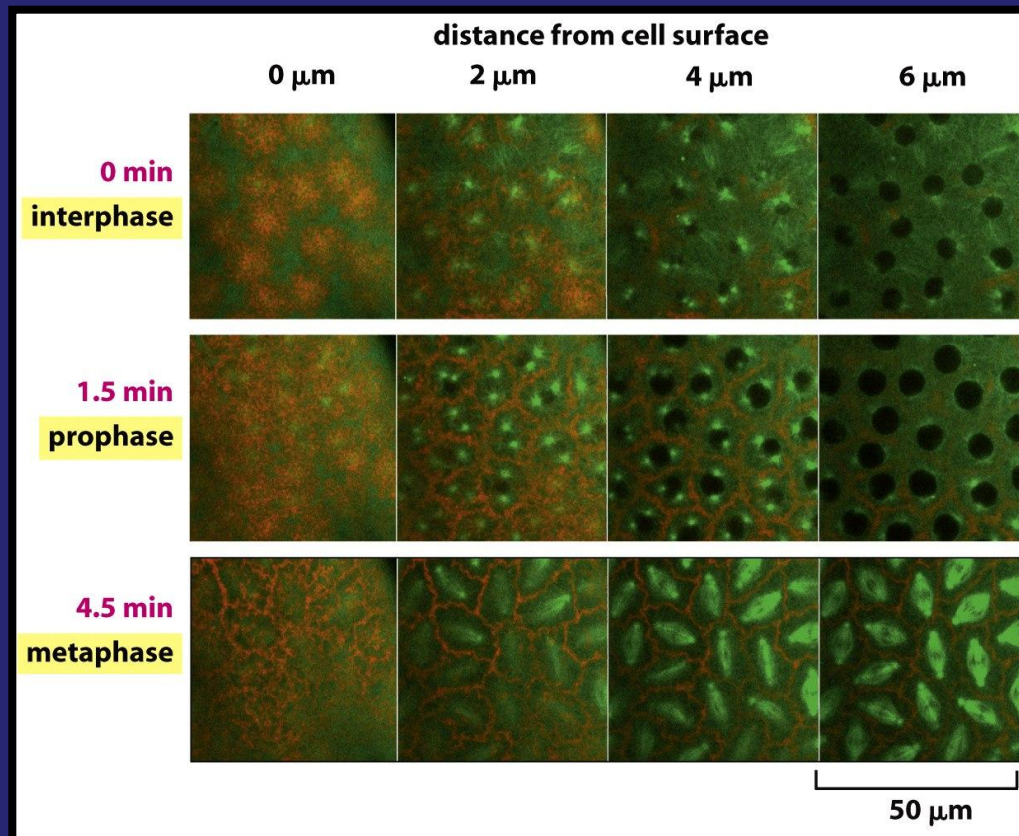 distance from cell surface
0 μm 2 μm 4 μm 6 μm
0 min
interphase
1.5 min
prophase
4.5 min
metaphase
50 μm